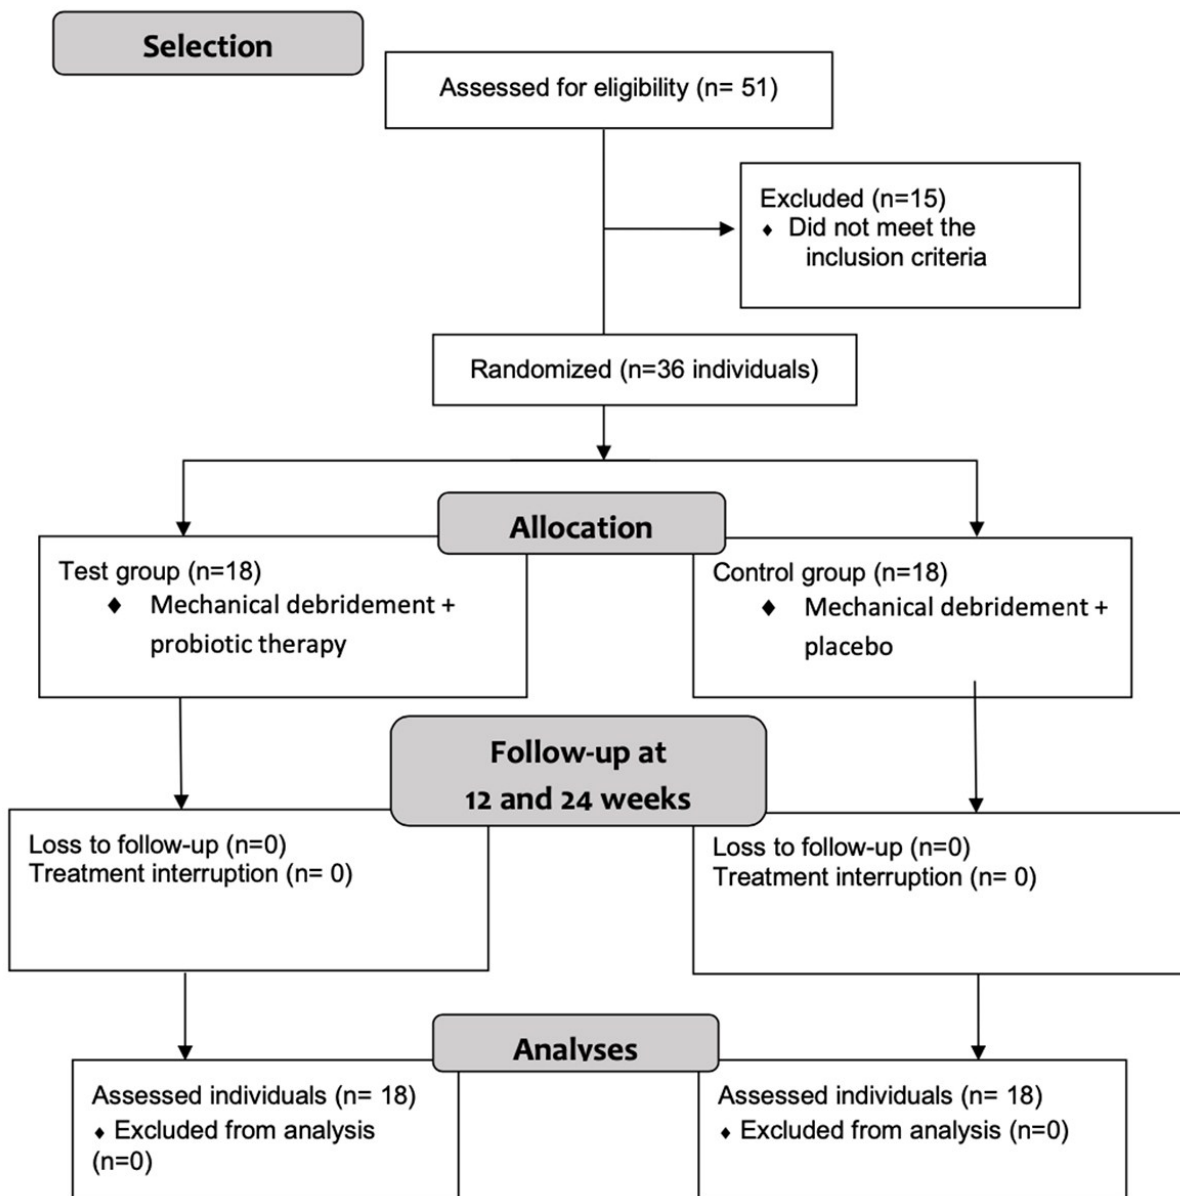 Selection
Assessed for eligibility (n= 51)
Excluded (n=15)
♦ Did not meet the
inclusion criteria
Randomized (n=36 individuals)
Allocation
Test group (n=18)
♦ Mechanical debridement +
probiotic therapy
Control group (n=18)
♦ Mechanical debridement +
placebo
Follow-up at
12 and 24 weeks
Loss to follow-up (n=0)
Treatment interruption (n= 0)
Loss to follow-up (n=0)
Treatment interruption (n= 0)
Analyses
Assessed individuals (n= 18)
♦ Excluded from analysis
(n=0)
Assessed individuals (n= 18)
♦ Excluded from analysis (n=0)